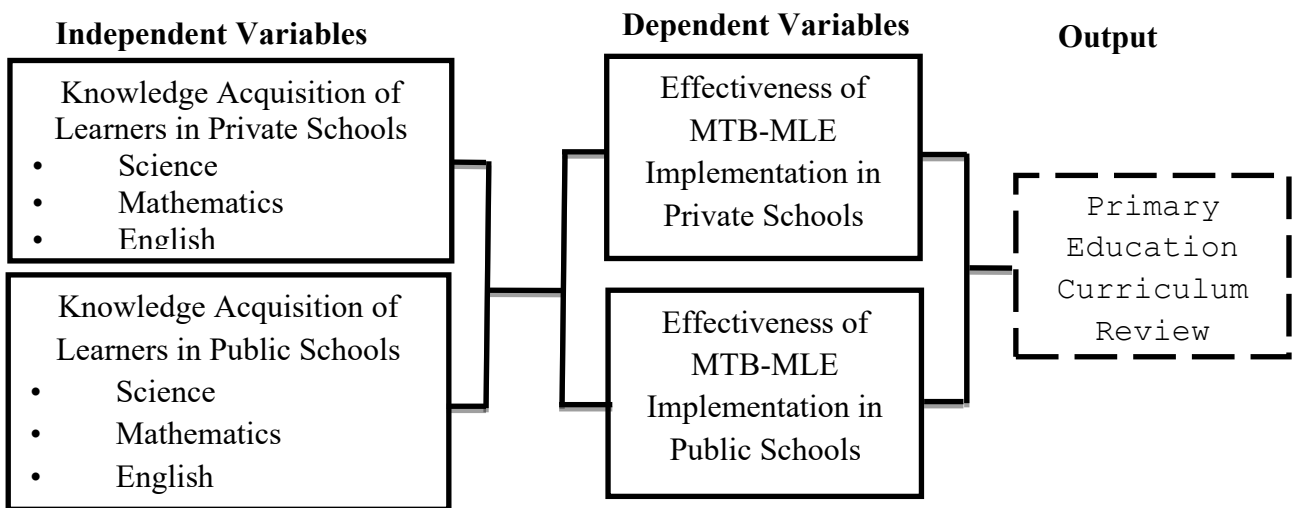 Independent Variables
Knowledge Acquisition of
Learners in Private Schools
• Science
• Mathematics
• English
Knowledge Acquisition of
Learners in Public Schools
• Science
• Mathematics
• English
Dependent Variables
Effectiveness of
MTB-MLE
Implementation in
Private Schools
Effectiveness of
MTB-MLE
Implementation in
Public Schools
Output
Primary
Education
Curriculum
Review